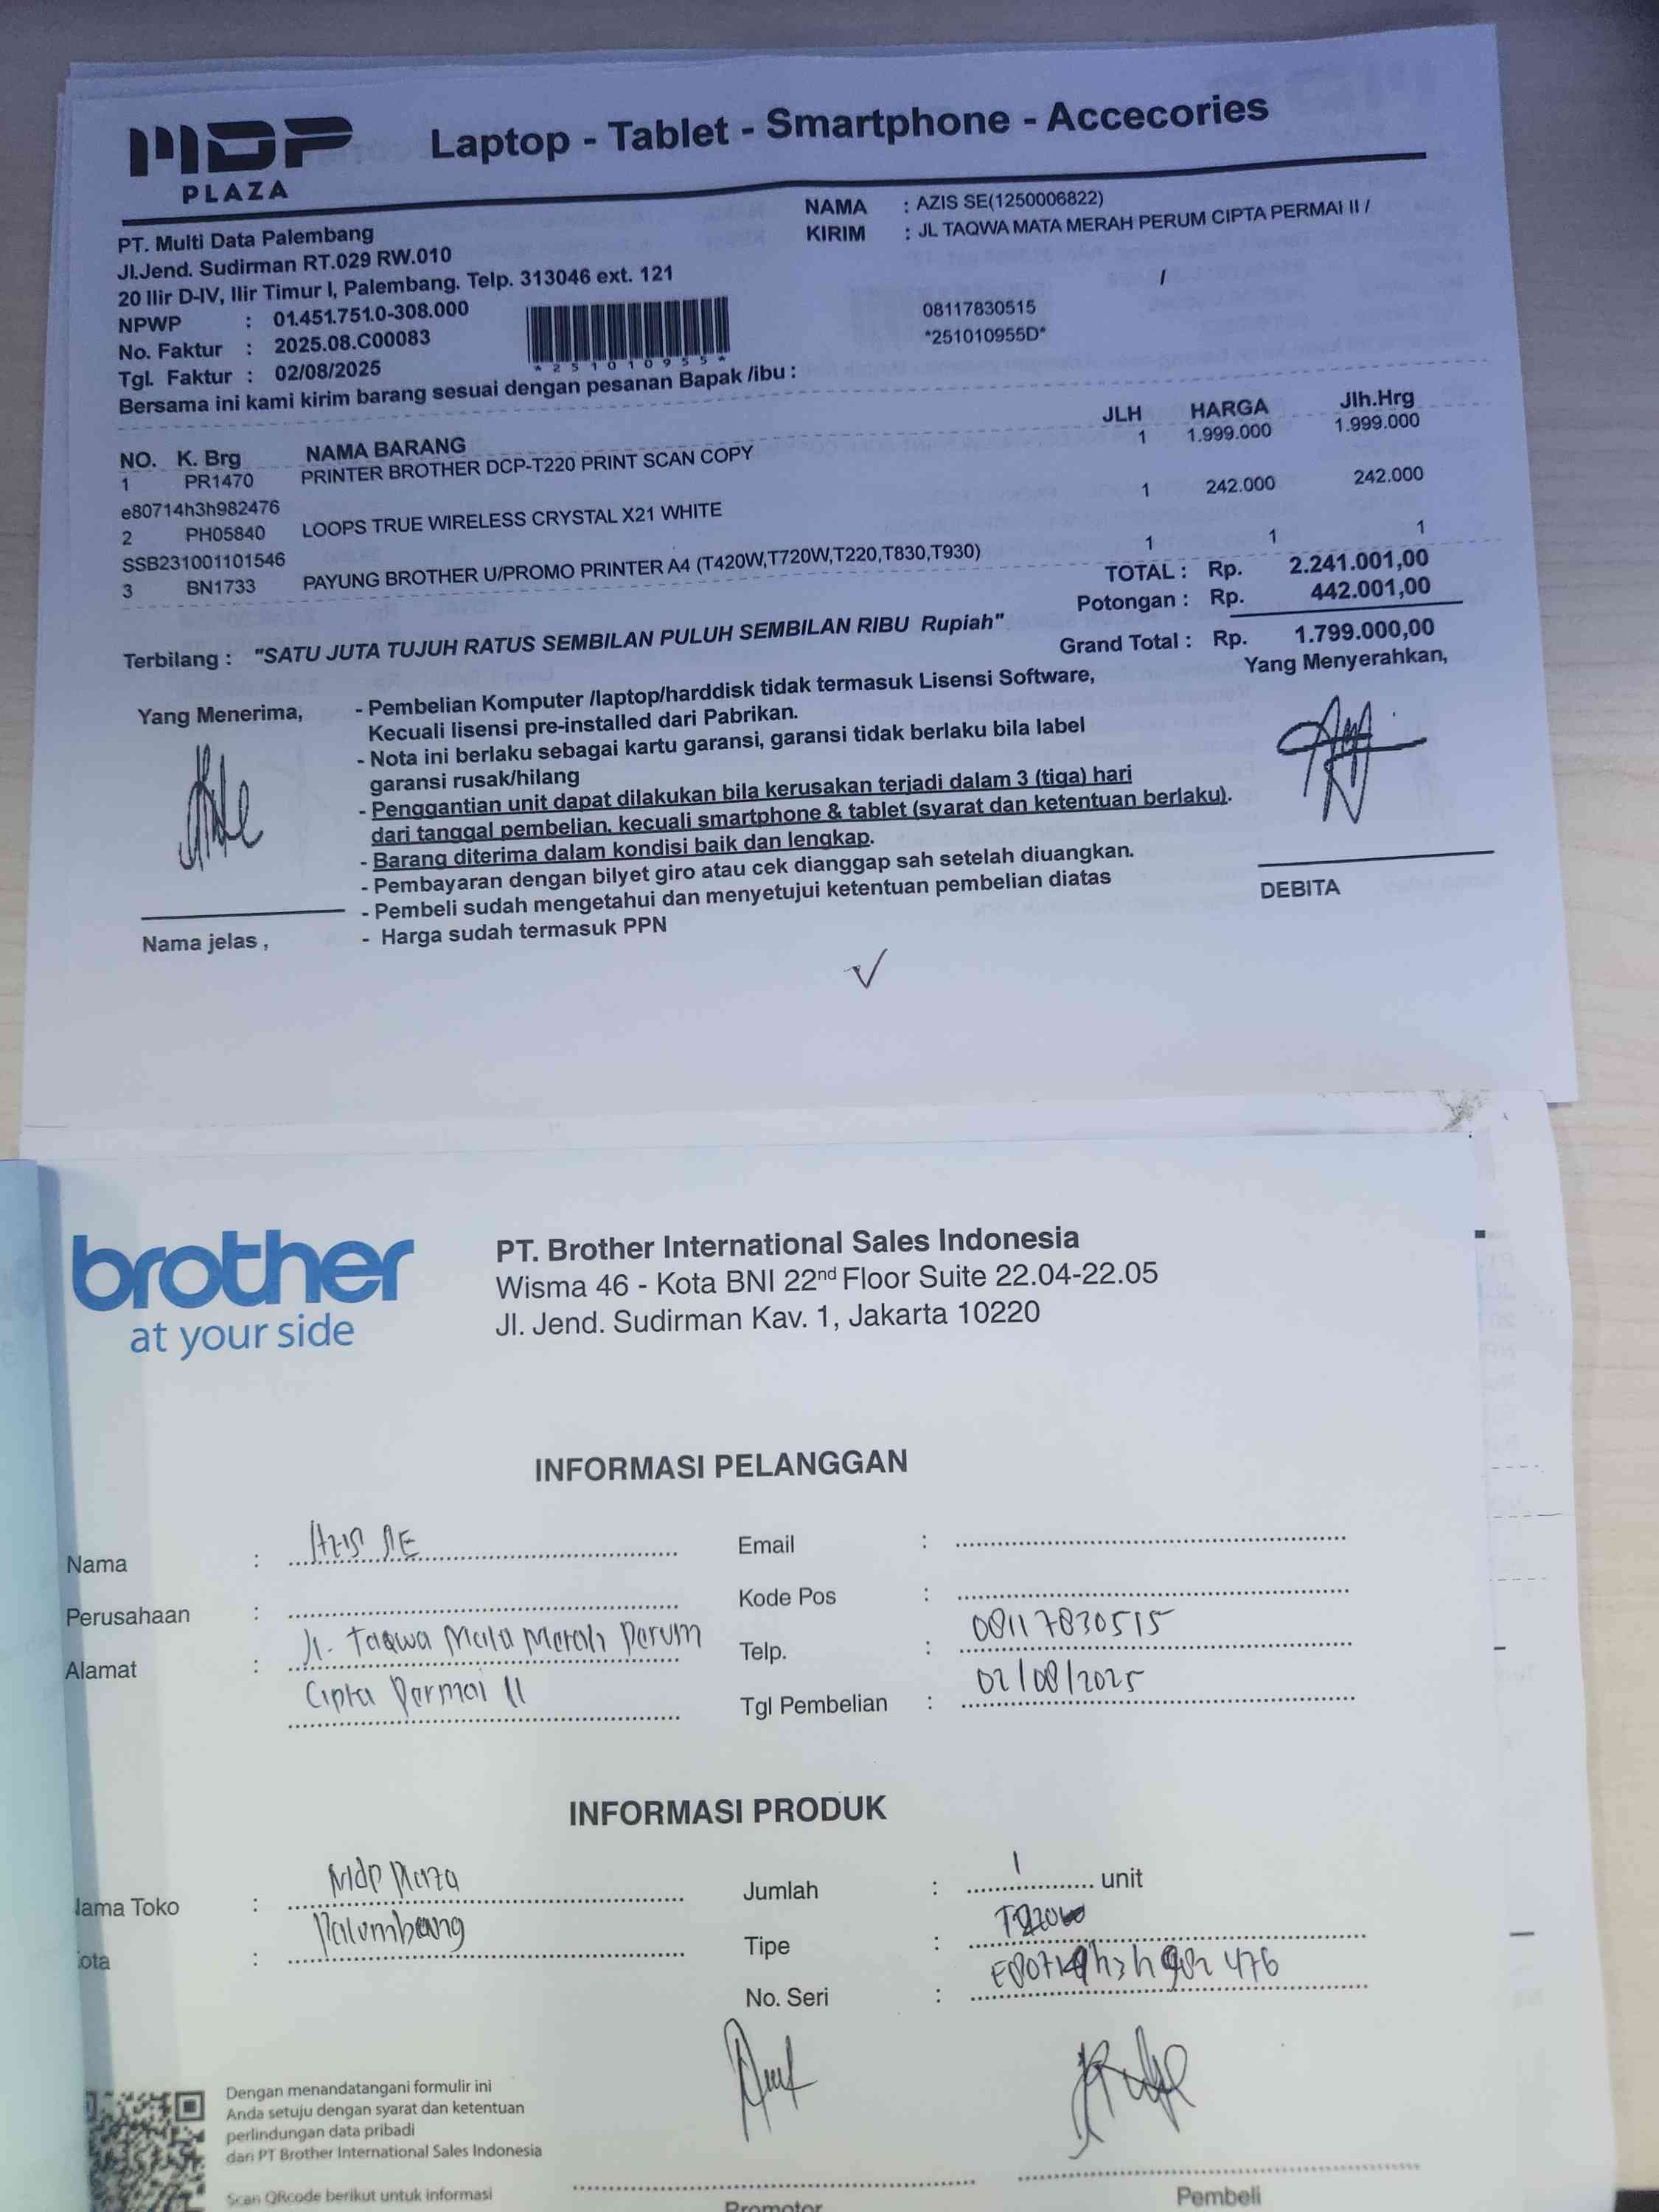 MDP PLAZA
Laptop - Tablet - Smartphone - Accecories
PT. Multi Data Palembang
Jl.Jend. Sudirman RT.029 RW.010
20 Ilir D-IV, Ilir Timur I, Palembang. Telp. 313046 ext. 121
NPWP : 01.451.751.0-308.000
No. Faktur : 2025.08.C00083
Tgl. Faktur : 02/08/2025
*251010955*
NAMA : AZIS SE(1250006822)
KIRIM : JL TAQWA MATA MERAH PERUM CIPTA PERMAI II /
/
08117830515
*251010955D*
Bersama ini kami kirim barang sesuai dengan pesanan Bapak /ibu :
NO. K. Brg NAMA BARANG JLH HARGA Jlh.Hrg
1 PR1470 PRINTER BROTHER DCP-T220 PRINT SCAN COPY 1 1.999.000 1.999.000
e80714h3h982476
2 PH05840 LOOPS TRUE WIRELESS CRYSTAL X21 WHITE 1 242.000 242.000
SSB231001101546
3 BN1733 PAYUNG BROTHER U/PROMO PRINTER A4 (T420W,T720W,T220,T830,T930) 1 1 1
TOTAL : Rp. 2.241.001,00
Potongan : Rp. 442.001,00
Grand Total : Rp. 1.799.000,00
Terbilang : "SATU JUTA TUJUH RATUS SEMBILAN PULUH SEMBILAN RIBU Rupiah"
Yang Menerima,
- Pembelian Komputer /laptop/harddisk tidak termasuk Lisensi Software,
Kecuali lisensi pre-installed dari Pabrikan.
- Nota ini berlaku sebagai kartu garansi, garansi tidak berlaku bila label
garansi rusak/hilang
- Penggantian unit dapat dilakukan bila kerusakan terjadi dalam 3 (tiga) hari
dari tanggal pembelian, kecuali smartphone & tablet (syarat dan ketentuan berlaku).
- Barang diterima dalam kondisi baik dan lengkap.
- Pembayaran dengan bilyet giro atau cek dianggap sah setelah diuangkan.
- Pembeli sudah mengetahui dan menyetujui ketentuan pembelian diatas
- Harga sudah termasuk PPN
Yang Menyerahkan,
DEBITA
Nama jelas ,
brother
at your side
PT. Brother International Sales Indonesia
Wisma 46 - Kota BNI 22nd Floor Suite 22.04-22.05
Jl. Jend. Sudirman Kav. 1, Jakarta 10220
INFORMASI PELANGGAN
Nama : Azis SE
Perusahaan :
Alamat : Jl. Taqwa Mata Merah Perum
Cipta Permai II
Email :
Kode Pos :
Telp. : 08117830515
Tgl Pembelian : 02/08/2025
INFORMASI PRODUK
Nama Toko : Mdp Plaza
ota : Palembang
Jumlah : 1 unit
Tipe :
No. Seri : E80714h3h982476
Dengan menandatangani formulir ini
Anda setuju dengan syarat dan ketentuan
perlindungan data pribadi
dari PT Brother International Sales Indonesia
Scan QRcode berikut untuk informasi
Promotor
Pembeli